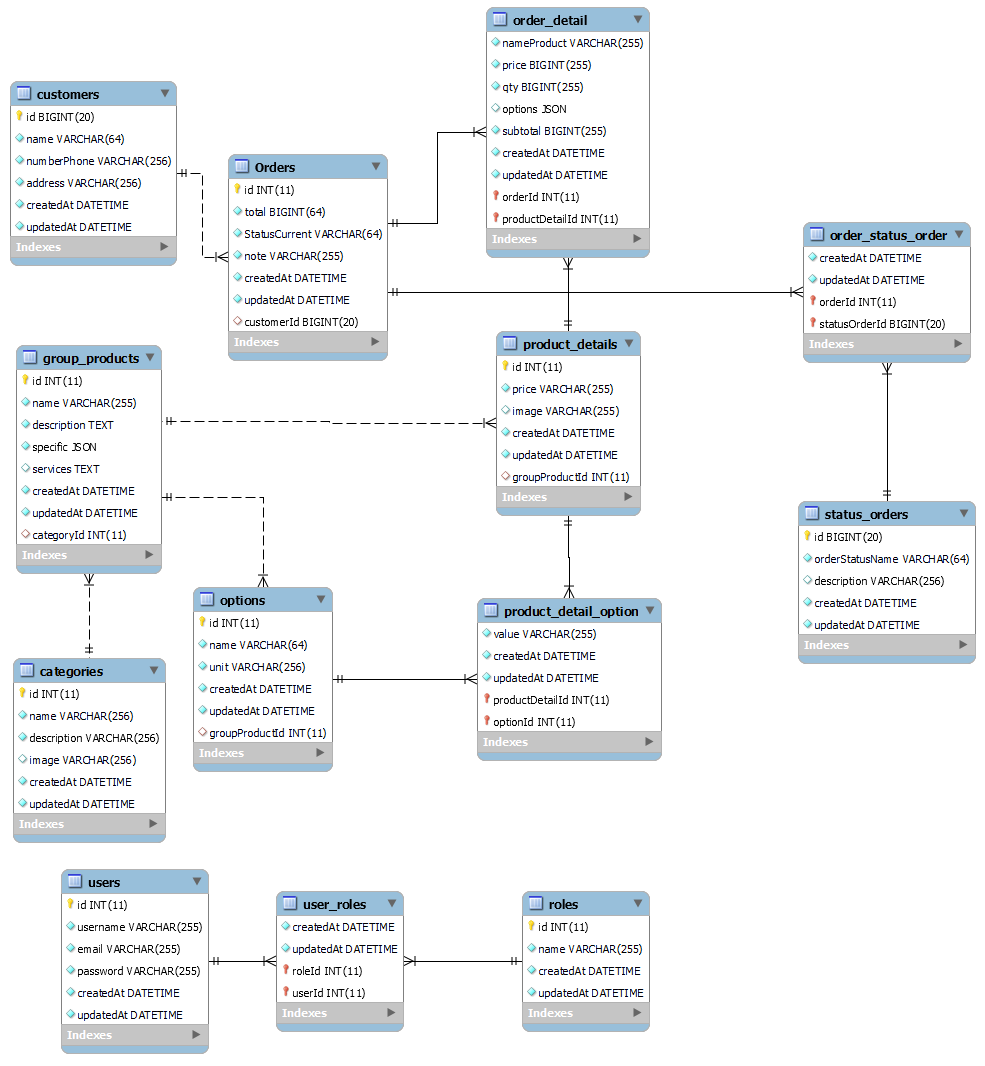 order_detail
nameProduct VARCHAR(255)
price BIGINT(255)
qty BIGINT(255)
options JSON
subtotal BIGINT(255)
createdAt DATETIME
updatedAt DATETIME
orderId INT(11)
productDetailId INT(11)
Indexes
customers
id BIGINT(20)
name VARCHAR(64)
numberPhone VARCHAR(256)
address VARCHAR(256)
createdAt DATETIME
updatedAt DATETIME
Indexes
Orders
id INT(11)
total BIGINT(64)
StatusCurrent VARCHAR(64)
note VARCHAR(255)
createdAt DATETIME
updatedAt DATETIME
customerId BIGINT(20)
Indexes
order_status_order
createdAt DATETIME
updatedAt DATETIME
orderId INT(11)
statusOrderId BIGINT(20)
Indexes
group_products
id INT(11)
name VARCHAR(255)
description TEXT
specific JSON
services TEXT
createdAt DATETIME
updatedAt DATETIME
categoryId INT(11)
Indexes
product_details
id INT(11)
price VARCHAR(255)
image VARCHAR(255)
createdAt DATETIME
updatedAt DATETIME
groupProductId INT(11)
Indexes
status_orders
id BIGINT(20)
orderStatusName VARCHAR(64)
description VARCHAR(256)
createdAt DATETIME
updatedAt DATETIME
Indexes
options
id INT(11)
name VARCHAR(64)
unit VARCHAR(256)
createdAt DATETIME
updatedAt DATETIME
groupProductId INT(11)
Indexes
product_detail_option
value VARCHAR(255)
createdAt DATETIME
updatedAt DATETIME
productDetailId INT(11)
optionId INT(11)
Indexes
categories
id INT(11)
name VARCHAR(256)
description VARCHAR(256)
image VARCHAR(256)
createdAt DATETIME
updatedAt DATETIME
Indexes
users
id INT(11)
username VARCHAR(255)
email VARCHAR(255)
password VARCHAR(255)
createdAt DATETIME
updatedAt DATETIME
Indexes
user_roles
createdAt DATETIME
updatedAt DATETIME
roleId INT(11)
userId INT(11)
Indexes
roles
id INT(11)
name VARCHAR(255)
createdAt DATETIME
updatedAt DATETIME
Indexes